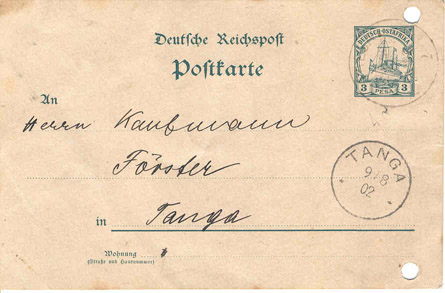 Deutsche Reichspost
Postkarte
DEUTSCH-OSTAFRIKA
3 PESA 3
An
Herrn Kaufmann
Förster
in Tanga
TANGA
9/8
02
Wohnung
(Straße und Hausnummer)